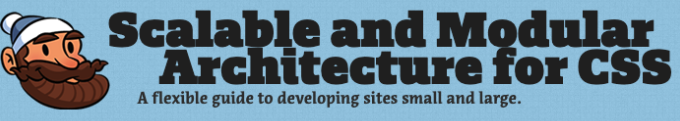 Scalable and Modular
Architecture for CSS
A flexible guide to developing sites small and large.